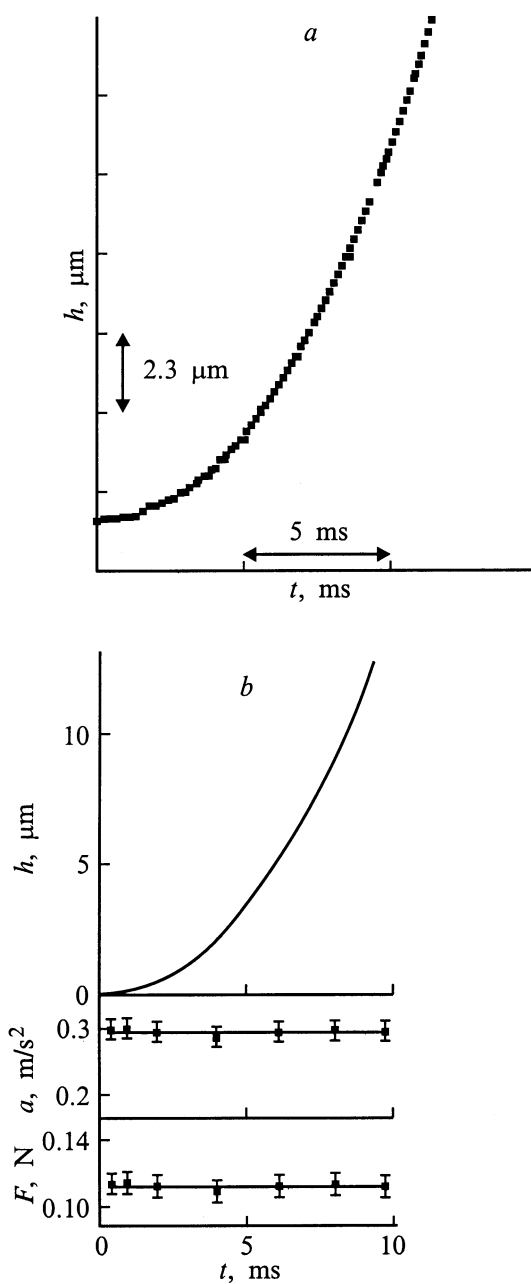 a
h, μm
2.3 μm
5 ms
t, ms
b
10
h, μm
5
0
0.3
a, m/s²
0.2
0.14
F, N
0.10
0 5 10
t, ms